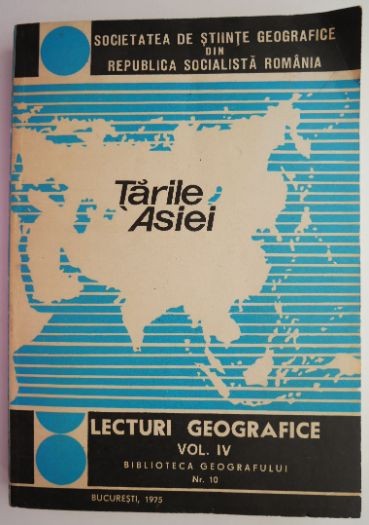 SOCIETATEA DE ȘTIINȚE GEOGRAFICE
DIN
REPUBLICA SOCIALISTĂ ROMÂNIA
Țările
Asiei
LECTURI GEOGRAFICE
VOL. IV
BIBLIOTECA GEOGRAFULUI
Nr. 10
BUCUREȘTI, 1975